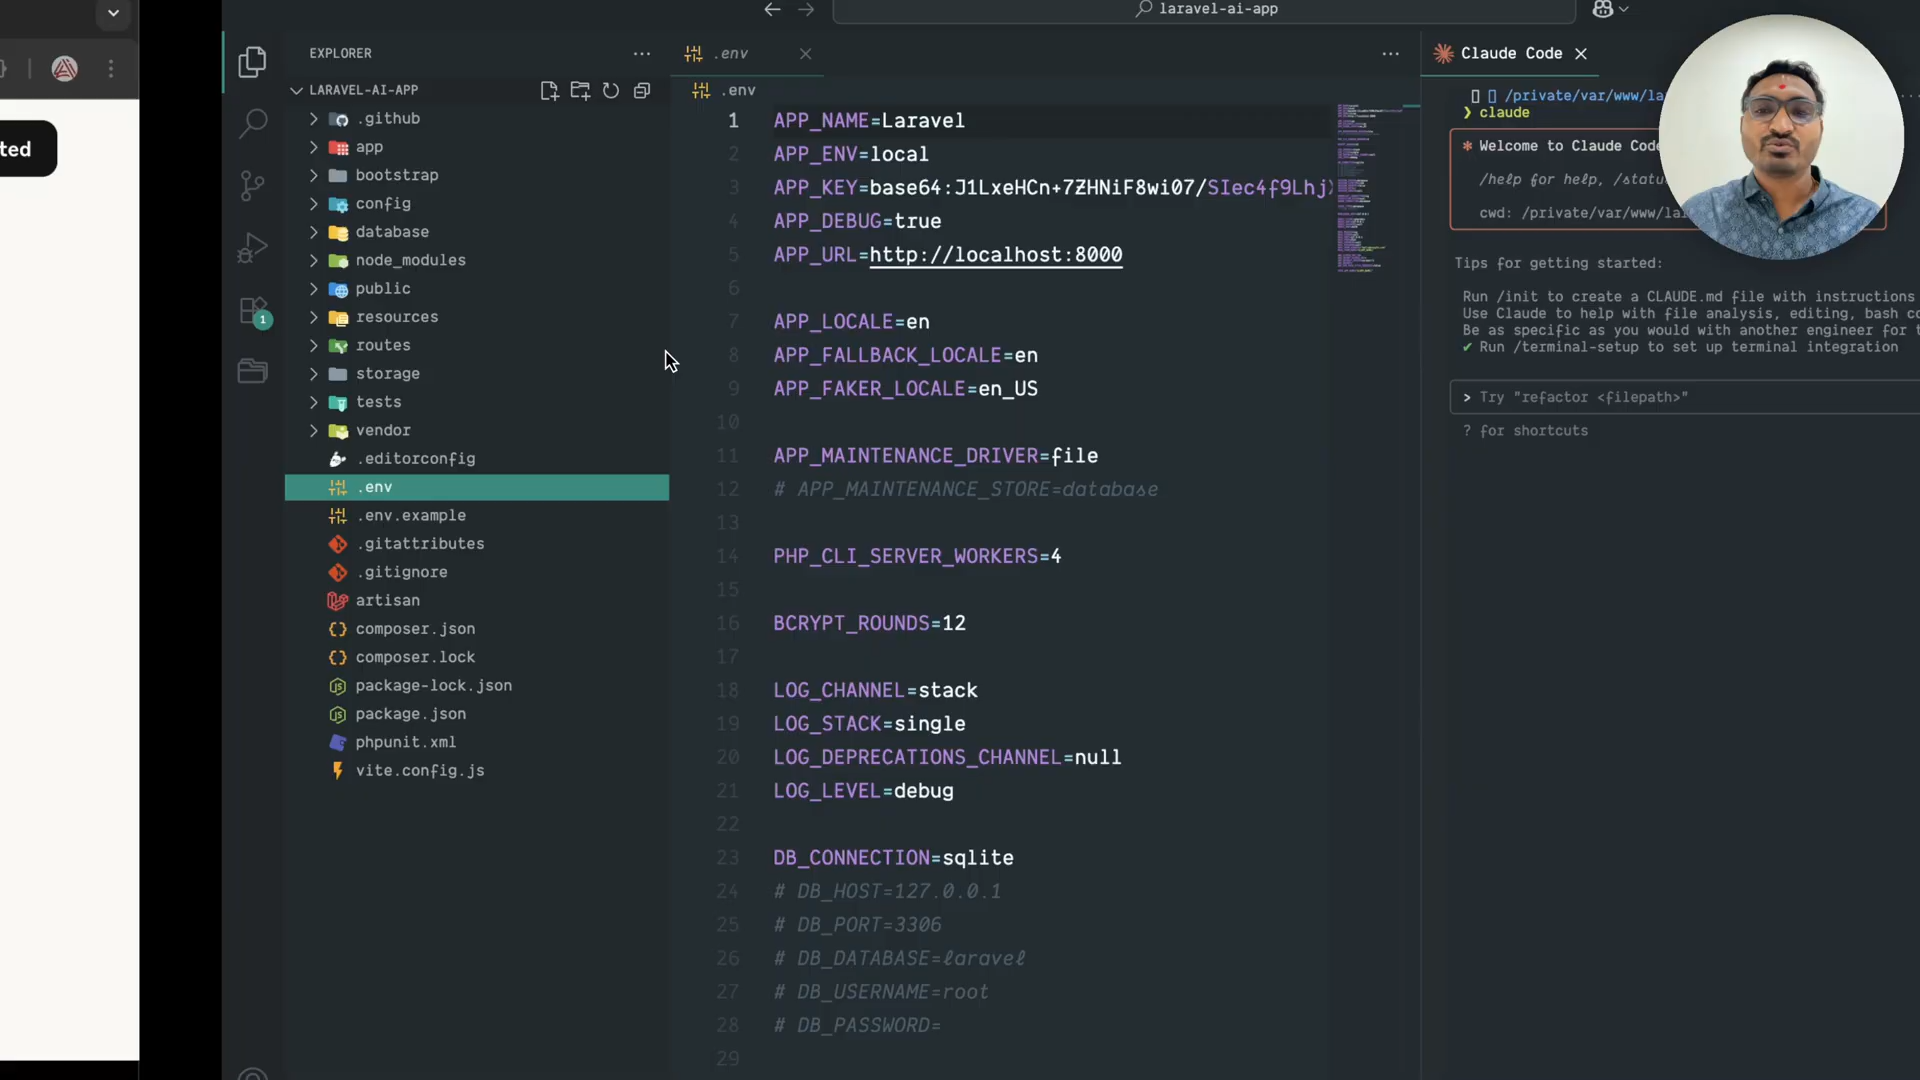 ted
laravel-ai-app
EXPLORER
LARAVEL-AI-APP
.github
app
bootstrap
config
database
node_modules
public
resources
routes
storage
tests
vendor
.editorconfig
.env
.env.example
.gitattributes
.gitignore
artisan
composer.json
composer.lock
package-lock.json
package.json
phpunit.xml
vite.config.js
1
.env
.env
1 APP_NAME=Laravel
2 APP_ENV=local
3 APP_KEY=base64:J1LxeHCn+7ZHNiF8wi07/SIec4f9Lhj
4 APP_DEBUG=true
5 APP_URL=http://localhost:8000
6
7 APP_LOCALE=en
8 APP_FALLBACK_LOCALE=en
9 APP_FAKER_LOCALE=en_US
10
11 APP_MAINTENANCE_DRIVER=file
12 # APP_MAINTENANCE_STORE=database
13
14 PHP_CLI_SERVER_WORKERS=4
15
16 BCRYPT_ROUNDS=12
17
18 LOG_CHANNEL=stack
19 LOG_STACK=single
20 LOG_DEPRECATIONS_CHANNEL=null
21 LOG_LEVEL=debug
22
23 DB_CONNECTION=sqlite
24 # DB_HOST=127.0.0.1
25 # DB_PORT=3306
26 # DB_DATABASE=laravel
27 # DB_USERNAME=root
28 # DB_PASSWORD=
29
Claude Code
/private/var/www/la
❯ claude
✻ Welcome to Claude Code
/help for help, /statu
cwd: /private/var/www/la
Tips for getting started:
Run /init to create a CLAUDE.md file with instructions
Use Claude to help with file analysis, editing, bash co
Be as specific as you would with another engineer for t
✔ Run /terminal-setup to set up terminal integration
> Try "refactor <filepath>"
? for shortcuts